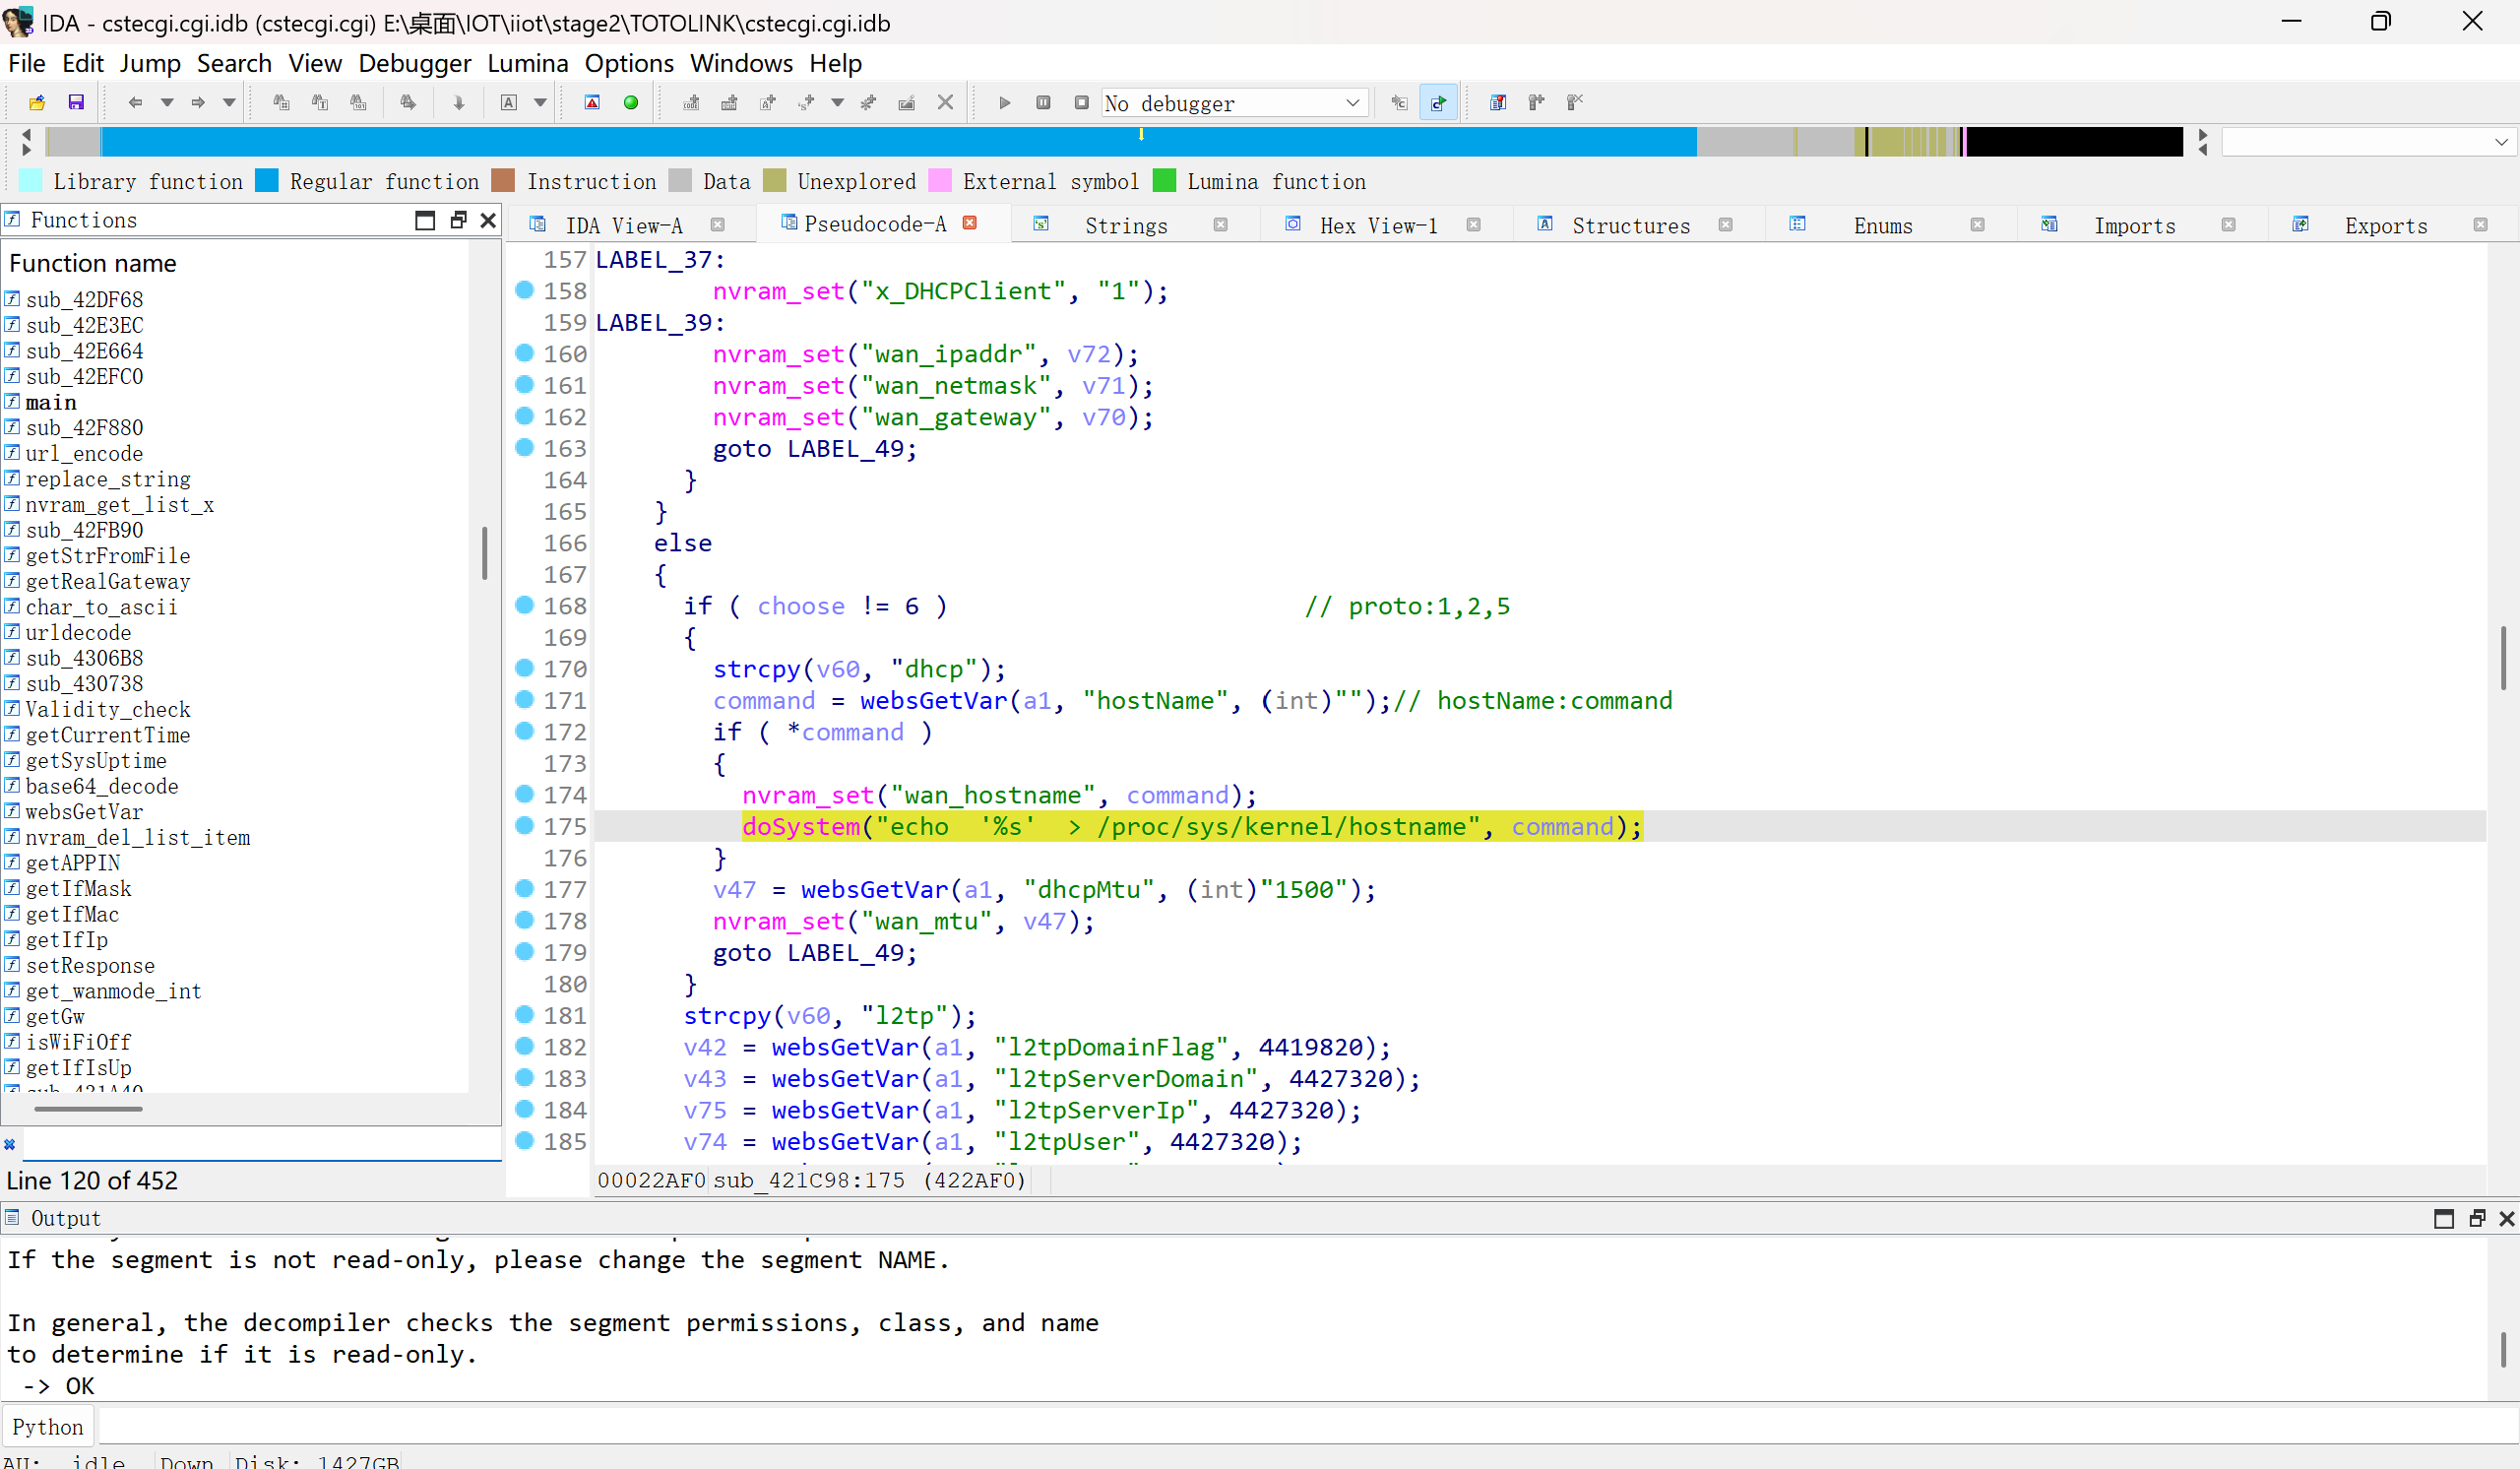 IDA - cstecgi.cgi.idb (cstecgi.cgi) E:\桌面\IOT\iiot\stage2\TOTOLINK\cstecgi.cgi.idb
File Edit Jump Search View Debugger Lumina Options Windows Help
No debugger
Library function Regular function Instruction Data Unexplored External symbol Lumina function
Functions
IDA View-A Pseudocode-A Strings Hex View-1 Structures Enums Imports Exports
Function name
sub_42DF68
sub_42E3EC
sub_42E664
sub_42EFC0
main
sub_42F880
url_encode
replace_string
nvram_get_list_x
sub_42FB90
getStrFromFile
getRealGateway
char_to_ascii
urldecode
sub_4306B8
sub_430738
Validity_check
getCurrentTime
getSysUptime
base64_decode
websGetVar
nvram_del_list_item
getAPPIN
getIfMask
getIfMac
getIfIp
setResponse
get_wanmode_int
getGw
isWiFiOff
getIfIsUp
sub_431A40
Line 120 of 452
157 LABEL_37:
158 nvram_set("x_DHCPClient", "1");
159 LABEL_39:
160 nvram_set("wan_ipaddr", v72);
161 nvram_set("wan_netmask", v71);
162 nvram_set("wan_gateway", v70);
163 goto LABEL_49;
164 }
165 }
166 else
167 {
168 if ( choose != 6 ) // proto:1,2,5
169 {
170 strcpy(v60, "dhcp");
171 command = websGetVar(a1, "hostName", (int)"");// hostName:command
172 if ( *command )
173 {
174 nvram_set("wan_hostname", command);
175 doSystem("echo  '%s'  > /proc/sys/kernel/hostname", command);
176 }
177 v47 = websGetVar(a1, "dhcpMtu", (int)"1500");
178 nvram_set("wan_mtu", v47);
179 goto LABEL_49;
180 }
181 strcpy(v60, "l2tp");
182 v42 = websGetVar(a1, "l2tpDomainFlag", 4419820);
183 v43 = websGetVar(a1, "l2tpServerDomain", 4427320);
184 v75 = websGetVar(a1, "l2tpServerIp", 4427320);
185 v74 = websGetVar(a1, "l2tpUser", 4427320);
00022AF0 sub_421C98:175 (422AF0)
Output
If the segment is not read-only, please change the segment NAME.
In general, the decompiler checks the segment permissions, class, and name
to determine if it is read-only.
-> OK
Python
AU: idle Down Disk: 1427GB